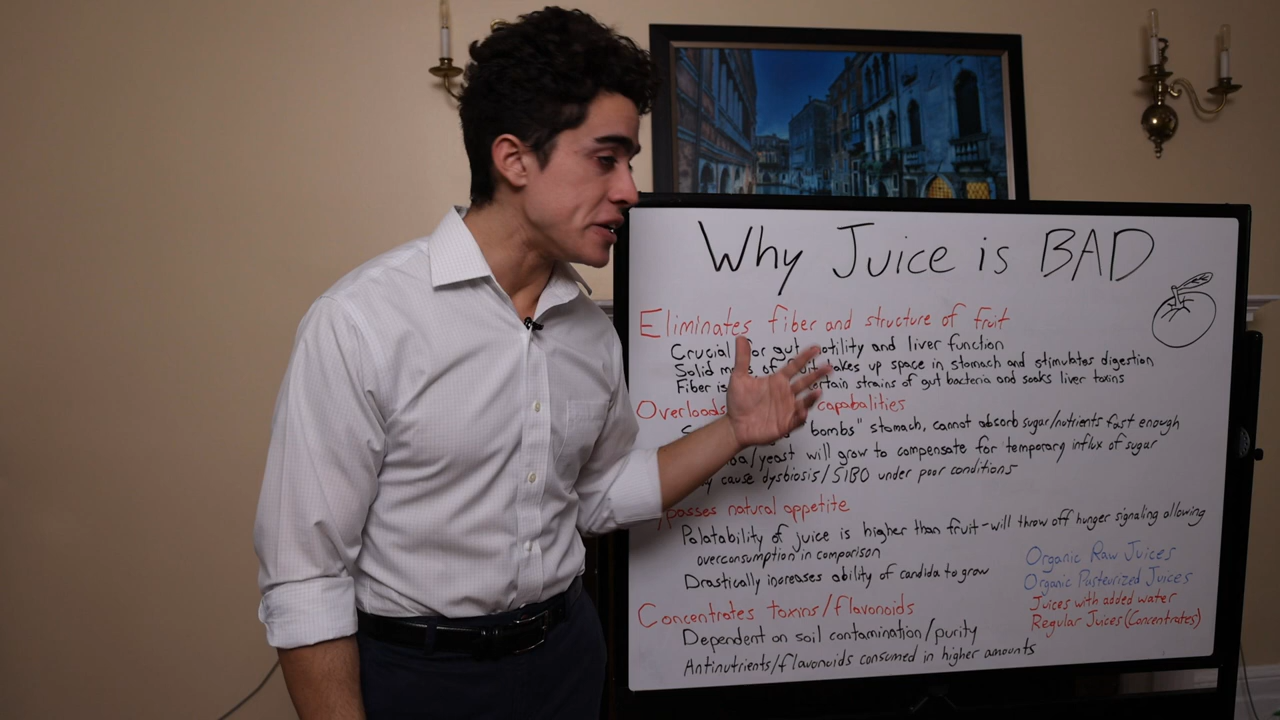 Why Juice is BAD
Eliminates fiber and structure of fruit
Crucial for gut motility and liver function
Solid of fruit takes up space in stomach and stimulates digestion
Fiber is certain strains of gut bacteria and soaks liver toxins
Overloads capabalities
"bombs" stomach, cannot absorb sugar/nutrients fast enough
/yeast will grow to compensate for temporary influx of sugar
cause dysbiosis/SIBO under poor conditions
natural appetite
Palatability of juice is higher than fruit-will throw off hunger signaling allowing
overconsumption in comparison
Drastically increases ability of candida to grow
Concentrates toxins/flavonoids
Dependent on soil contamination/purity
Antinutrients/flavonoids consumed in higher amounts
Organic Raw Juices
Organic Pasteurized Juices
Juices with added water
Regular Juices (Concentrates)